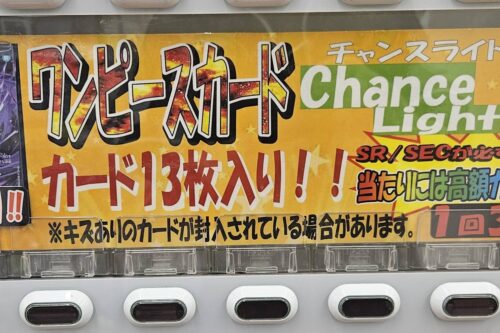 ワンピースカード
カード13枚入り！！
※キズありのカードが封入されている場合があります。
チャンスライト
Chance
Light
SR/SECが必ず
当たりには高額
1回
!!